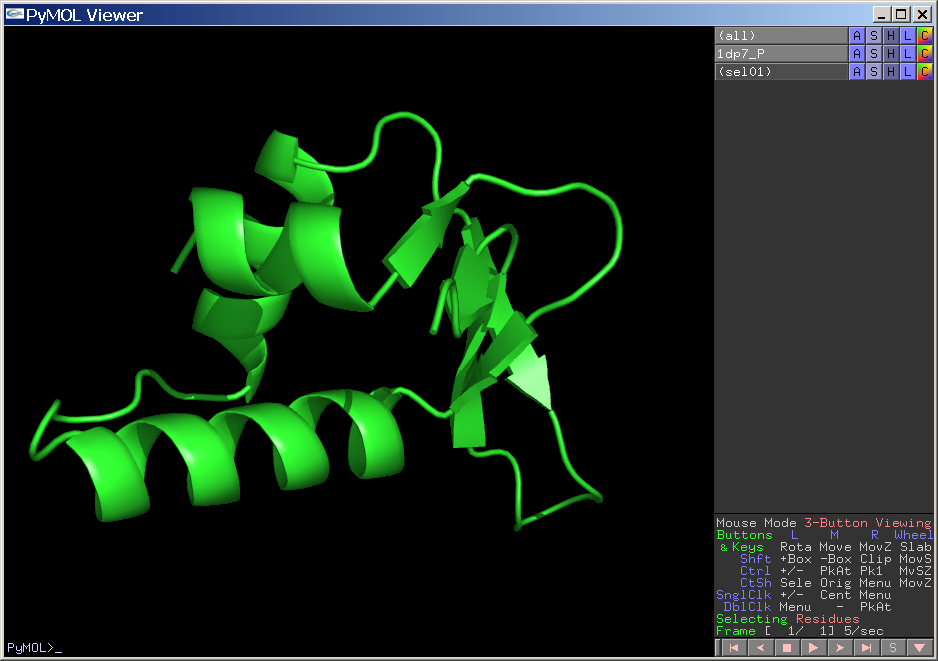 PyMOL Viewer
(all) A S H L C
1dp7_P A S H L C
(sel01) A S H L C
Mouse Mode 3-Button Viewing
Buttons L M R Wheel
& Keys Rota Move MovZ Slab
Shft +Box -Box Clip MovS
Ctrl +/- PkAt Pk1 MvSZ
CtSh Sele Orig Menu MovZ
SnglClk +/- Cent Menu
DblClk Menu - PkAt
Selecting Residues
Frame [ 1/ 1] 5/sec
PyMOL>_
S